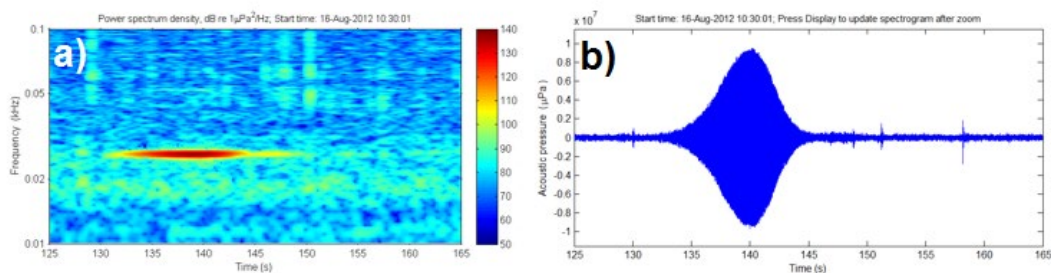 Power spectrum density, dB re 1µPa²/Hz; Start time: 16-Aug-2012 10:30:01
a)
Frequency (kHz)
0.1
0.05
0.02
0.01
125 130 135 140 145 150 155 160 165
Time (s)
140
130
120
110
100
90
80
70
60
50
Start time: 16-Aug-2012 10:30:01; Press Display to update spectrogram after zoom
x 10⁷
b)
Acoustic pressure (µPa)
1
0.8
0.6
0.4
0.2
0
-0.2
-0.4
-0.6
-0.8
-1
125 130 135 140 145 150 155 160 165
Time (s)